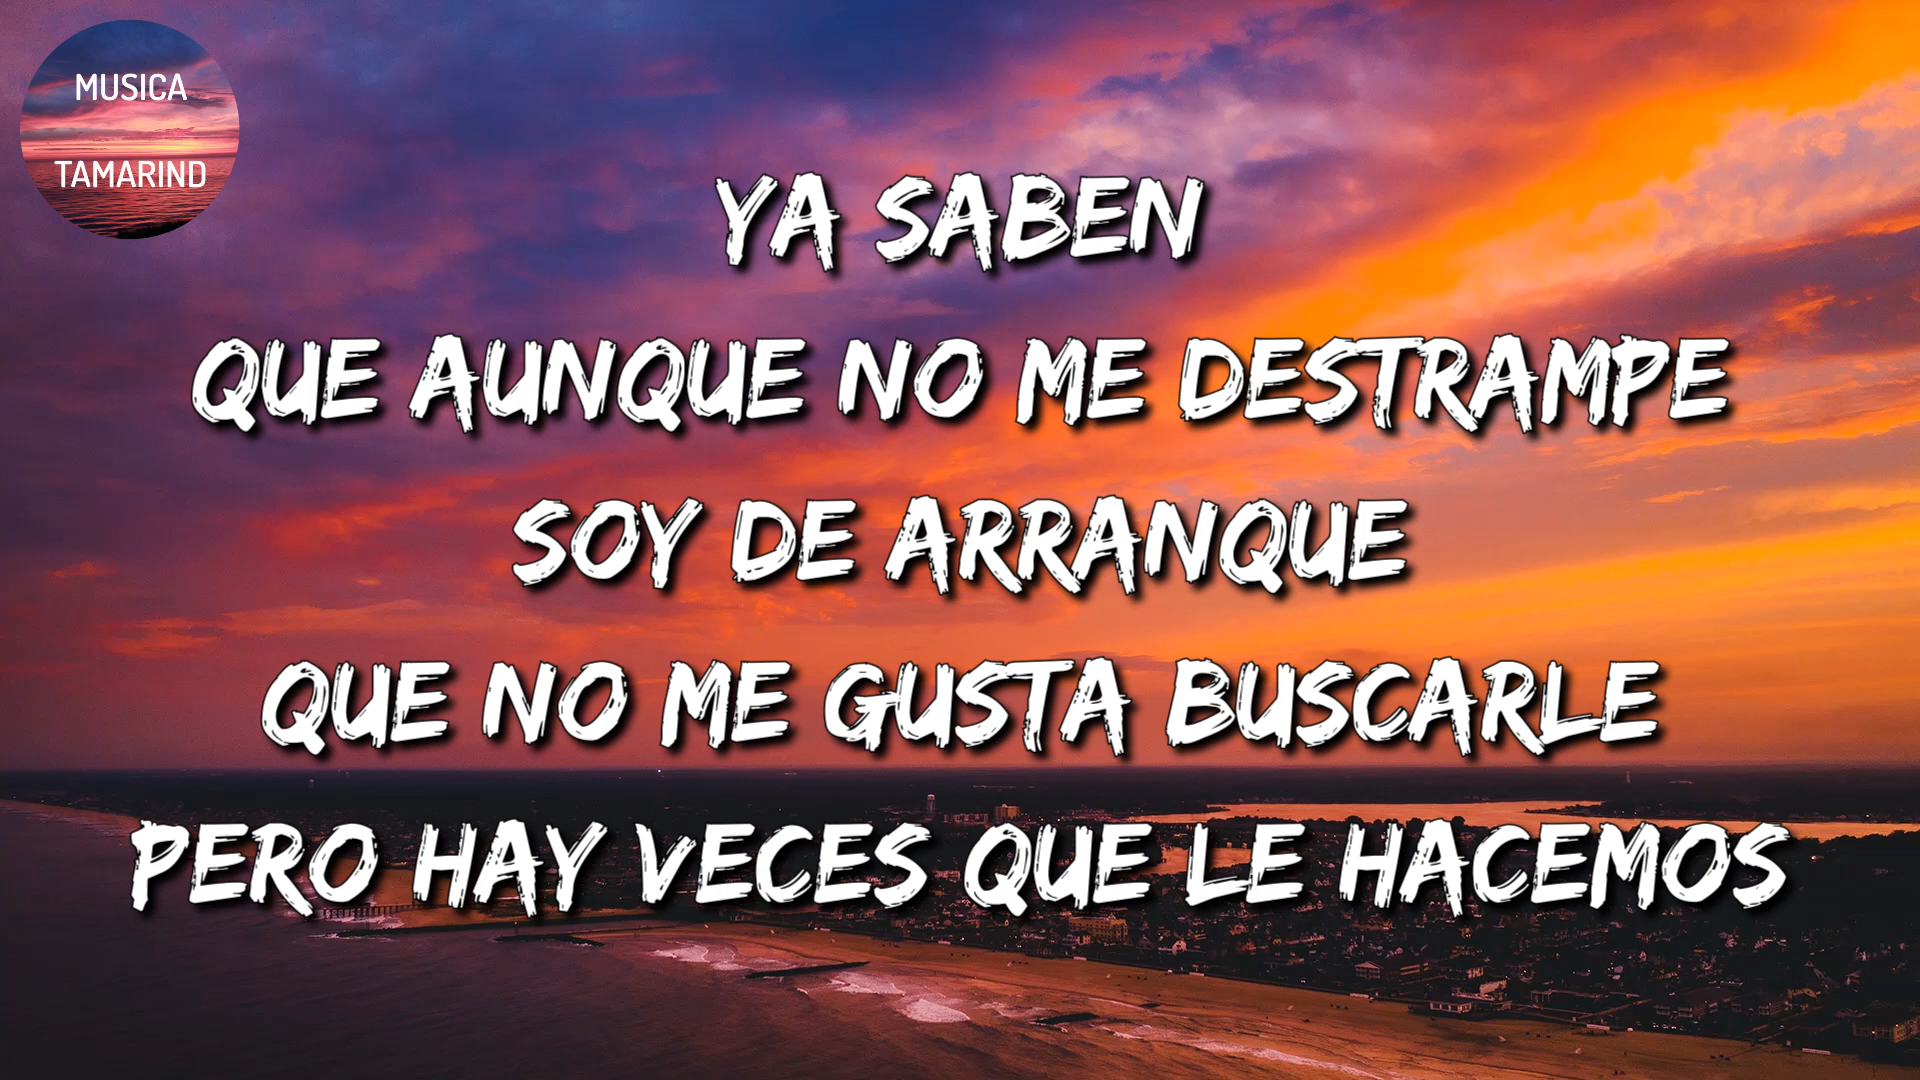 MUSICA
TAMARIND
YA SABEN
QUE AUNQUE NO ME DESTRAMPE
SOY DE ARRANQUE
QUE NO ME GUSTA BUSCARLE
PERO HAY VECES QUE LE HACEMOS